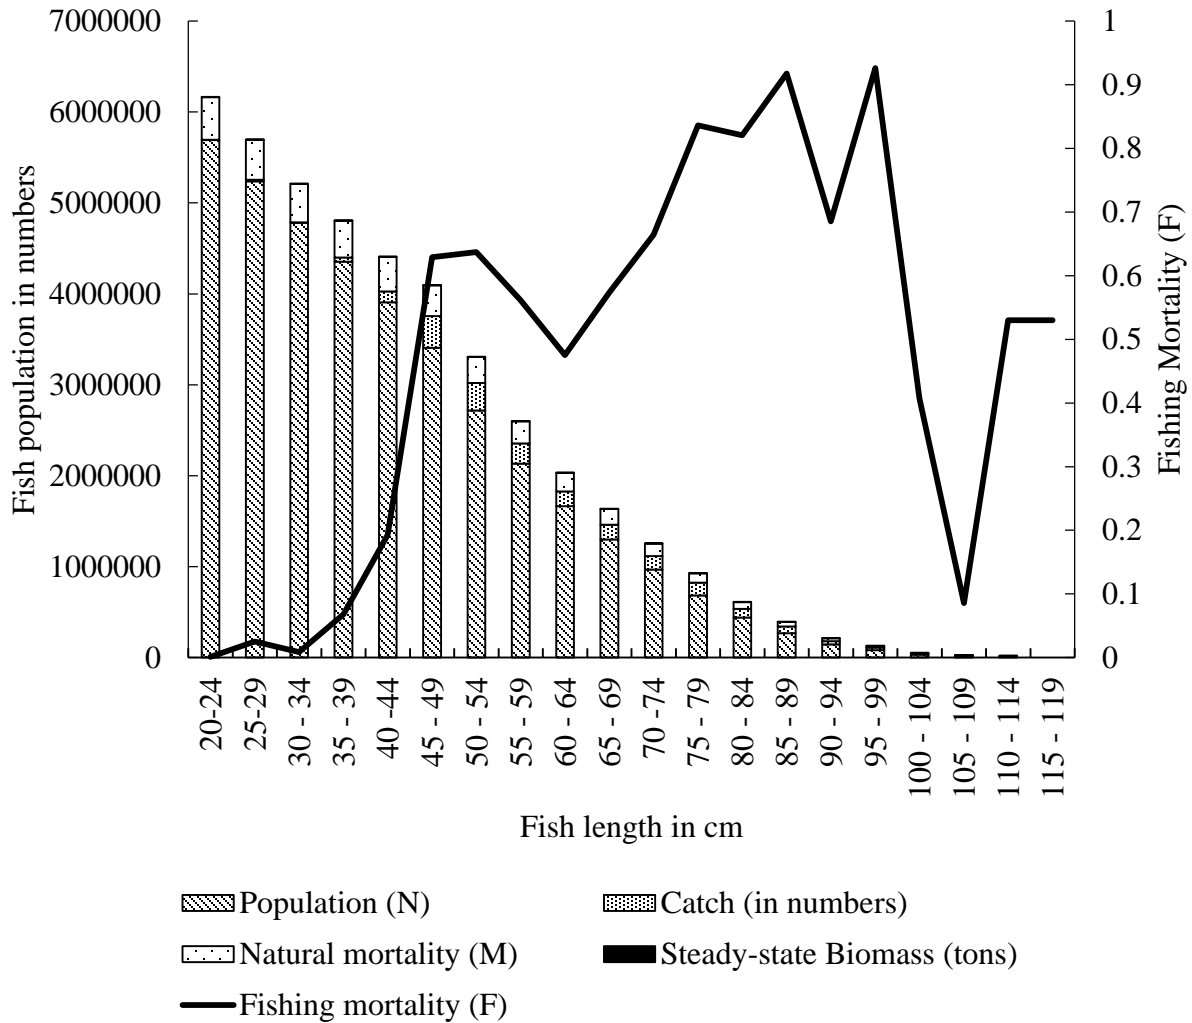 7000000
6000000
5000000
4000000
3000000
2000000
1000000
0
Fish population in numbers
1
0.9
0.8
0.7
0.6
0.5
0.4
0.3
0.2
0.1
0
Fishing Mortality (F)
20-24
25-29
30 - 34
35 - 39
40 -44
45 - 49
50 - 54
55 - 59
60 - 64
65 - 69
70 -74
75 - 79
80 - 84
85 - 89
90 - 94
95 - 99
100 - 104
105 - 109
110 - 114
115 - 119
Fish length in cm
Population (N)
Catch (in numbers)
Natural mortality (M)
Steady-state Biomass (tons)
Fishing mortality (F)